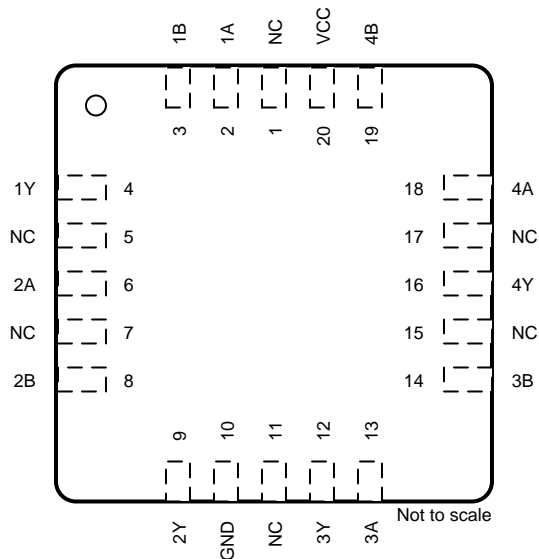 1B 1A NC VCC 4B
3 2 1 20 19
1Y 4 18 4A
NC 5 17 NC
2A 6 16 4Y
NC 7 15 NC
2B 8 14 3B
9 10 11 12 13
2Y GND NC 3Y 3A
Not to scale